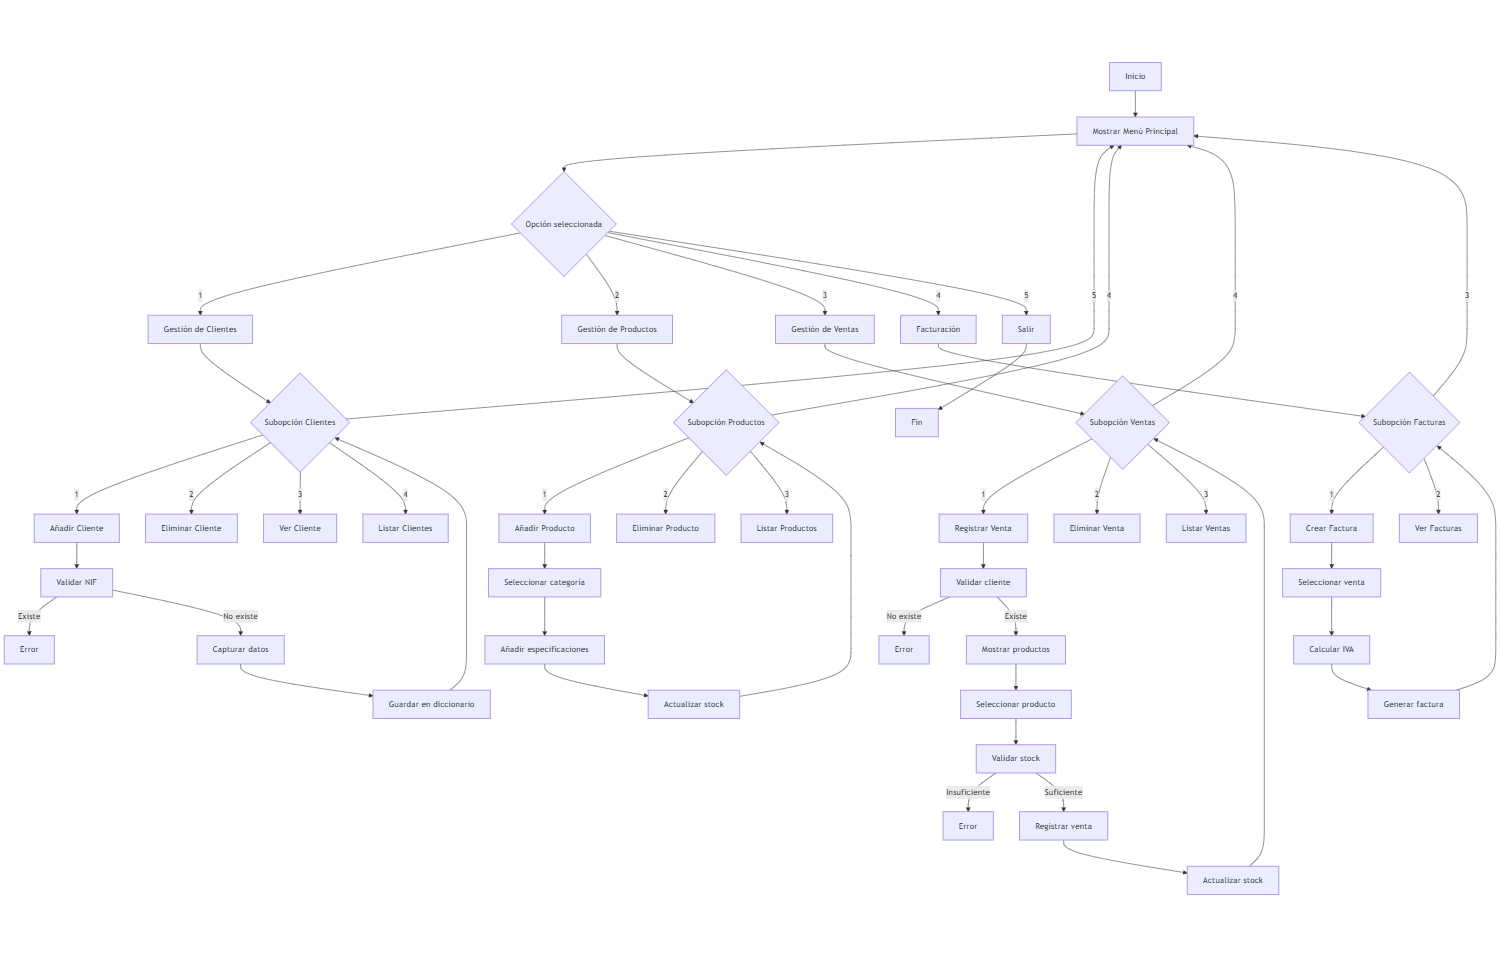 Inicio
Mostrar Menú Principal
Opción seleccionada
1
2
3
4
5
5
4
4
3
Gestión de Clientes
Gestión de Productos
Gestión de Ventas
Facturación
Salir
Subopción Clientes
Subopción Productos
Fin
Subopción Ventas
Subopción Facturas
1
2
3
4
1
2
3
1
2
3
1
2
Añadir Cliente
Eliminar Cliente
Ver Cliente
Listar Clientes
Añadir Producto
Eliminar Producto
Listar Productos
Registrar Venta
Eliminar Venta
Listar Ventas
Crear Factura
Ver Facturas
Validar NIF
Seleccionar categoría
Validar cliente
Seleccionar venta
Existe
No existe
No existe
Existe
Error
Capturar datos
Añadir especificaciones
Error
Mostrar productos
Calcular IVA
Guardar en diccionario
Actualizar stock
Seleccionar producto
Generar factura
Validar stock
Insuficiente
Suficiente
Error
Registrar venta
Actualizar stock